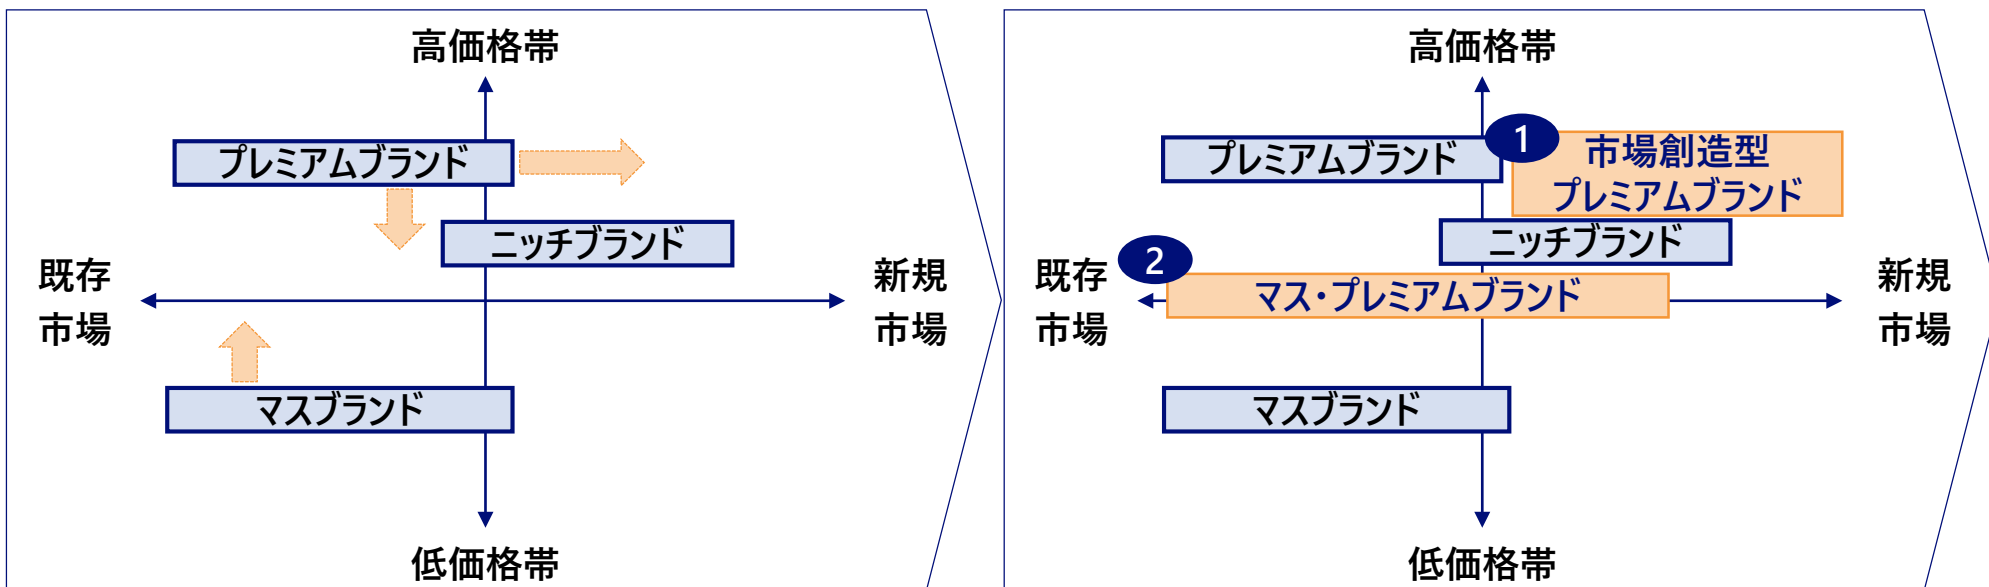 高価格帯
プレミアムブランド
ニッチブランド
既存
市場
新規
市場
マスブランド
低価格帯
高価格帯
プレミアムブランド
1
市場創造型
プレミアムブランド
ニッチブランド
2
既存
市場
マス・プレミアムブランド
新規
市場
マスブランド
低価格帯